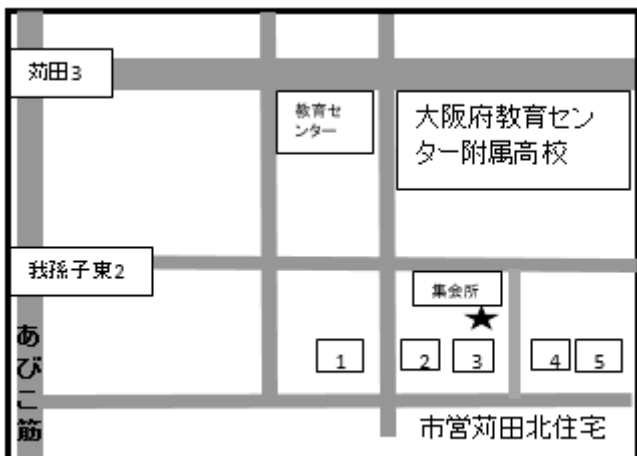 苅田3
教育セ
ンター
大阪府教育セン
ター附属高校
我孫子東2
集会所
★
1
2
3
4
5
あびこ筋
市営苅田北住宅